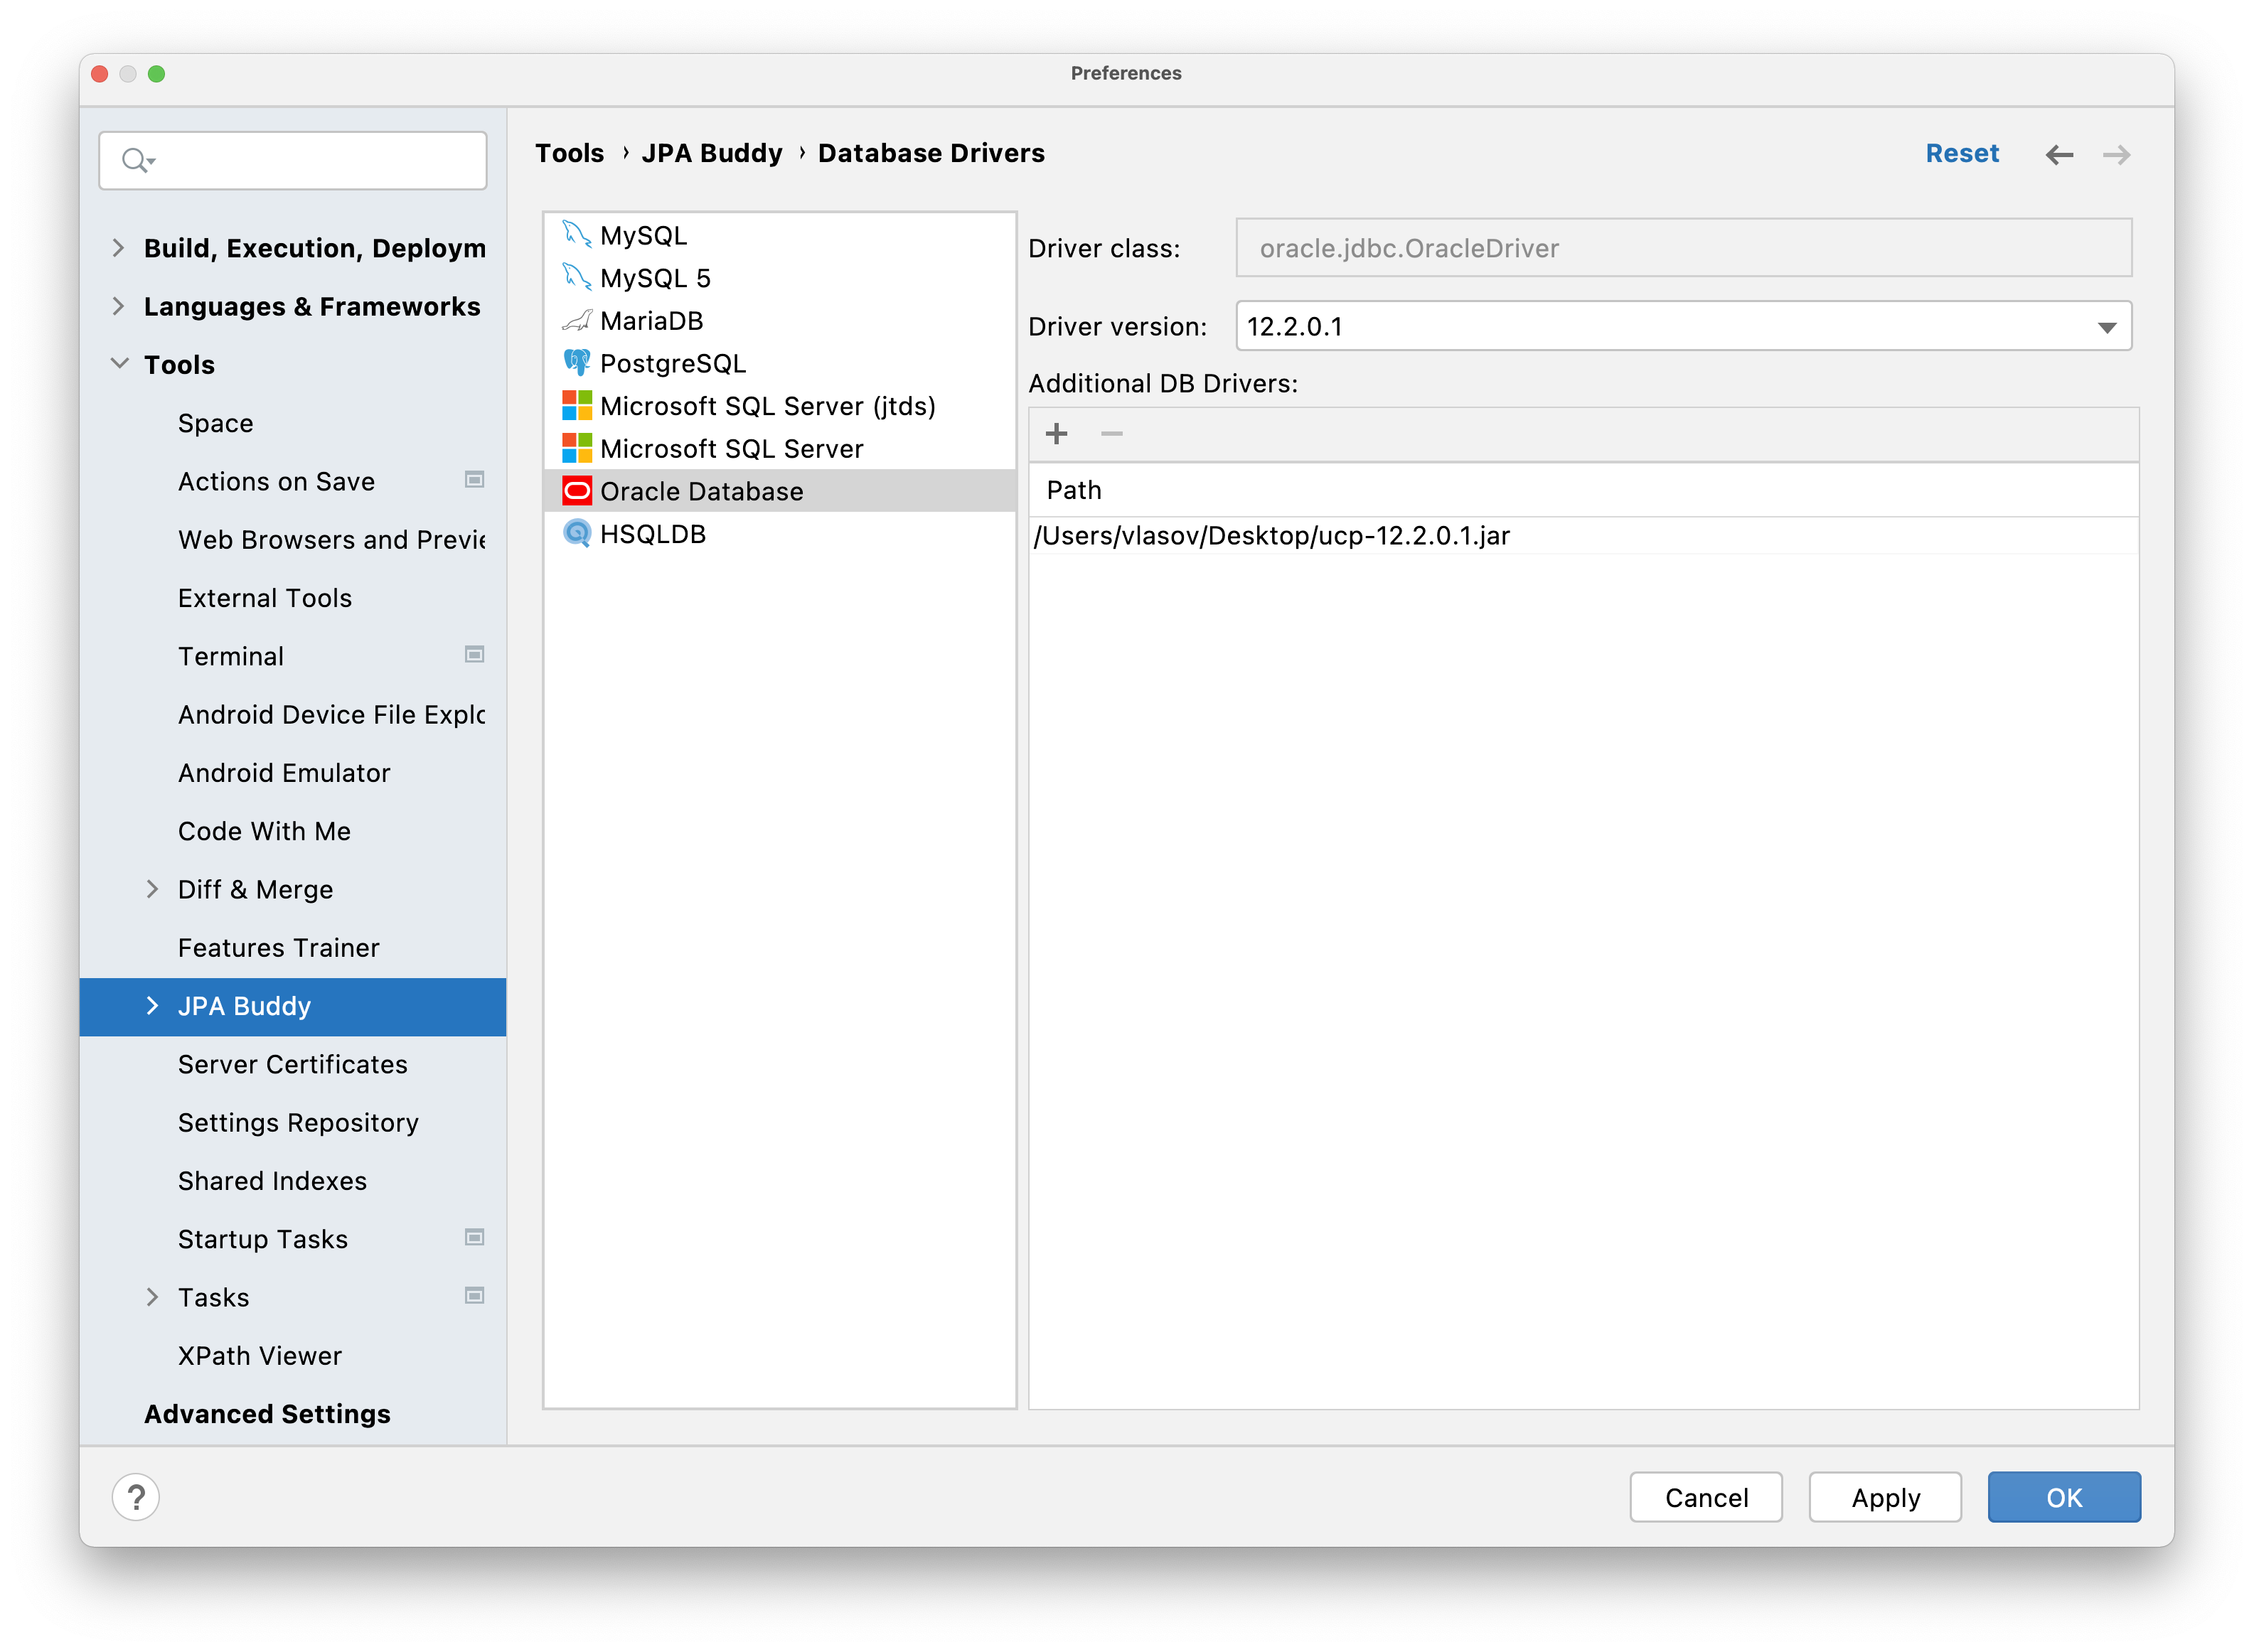 Preferences
Tools › JPA Buddy › Database Drivers
Reset
Build, Execution, Deploym
Languages & Frameworks
Tools
Space
Actions on Save
Web Browsers and Previe
External Tools
Terminal
Android Device File Explo
Android Emulator
Code With Me
Diff & Merge
Features Trainer
JPA Buddy
Server Certificates
Settings Repository
Shared Indexes
Startup Tasks
Tasks
XPath Viewer
Advanced Settings
MySQL
MySQL 5
MariaDB
PostgreSQL
Microsoft SQL Server (jtds)
Microsoft SQL Server
Oracle Database
HSQLDB
Driver class: oracle.jdbc.OracleDriver
Driver version: 12.2.0.1
Additional DB Drivers:
Path
/Users/vlasov/Desktop/ucp-12.2.0.1.jar
?
Cancel
Apply
OK